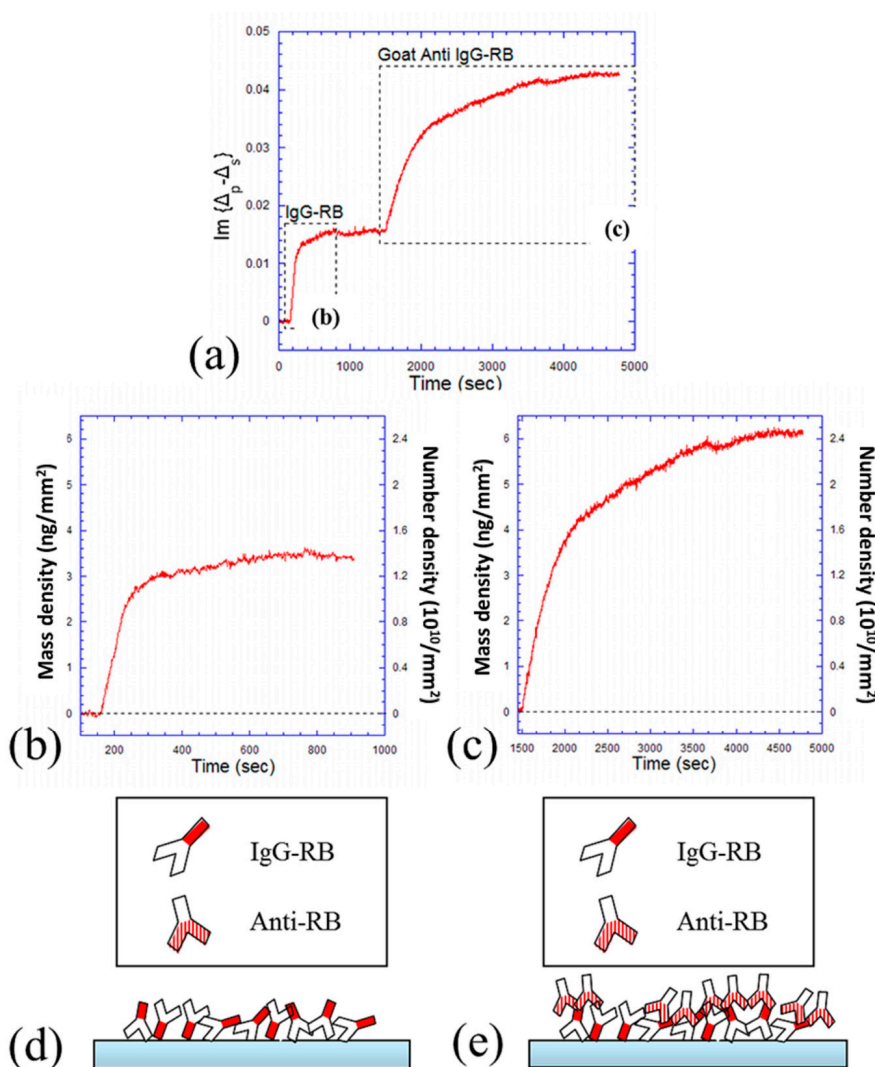 Goat Anti IgG-RB
0.05
0.04
0.03
0.02
0.01
0
Im {Δp-Δs}
IgG-RB
(b)
(c)
0 1000 2000 3000 4000 5000
Time (sec)
(a)
6
5
4
3
2
1
0
Mass density (ng/mm²)
2.4
2
1.6
1.2
0.8
0.4
0
Number density (10¹⁰/mm²)
200 400 600 800 1000
Time (sec)
(b)
6
5
4
3
2
1
0
Mass density (ng/mm²)
2.4
2
1.6
1.2
0.8
0.4
0
Number density (10¹⁰/mm²)
1500 2000 2500 3000 3500 4000 4500 5000
Time (sec)
(c)
IgG-RB
Anti-RB
(d)
IgG-RB
Anti-RB
(e)